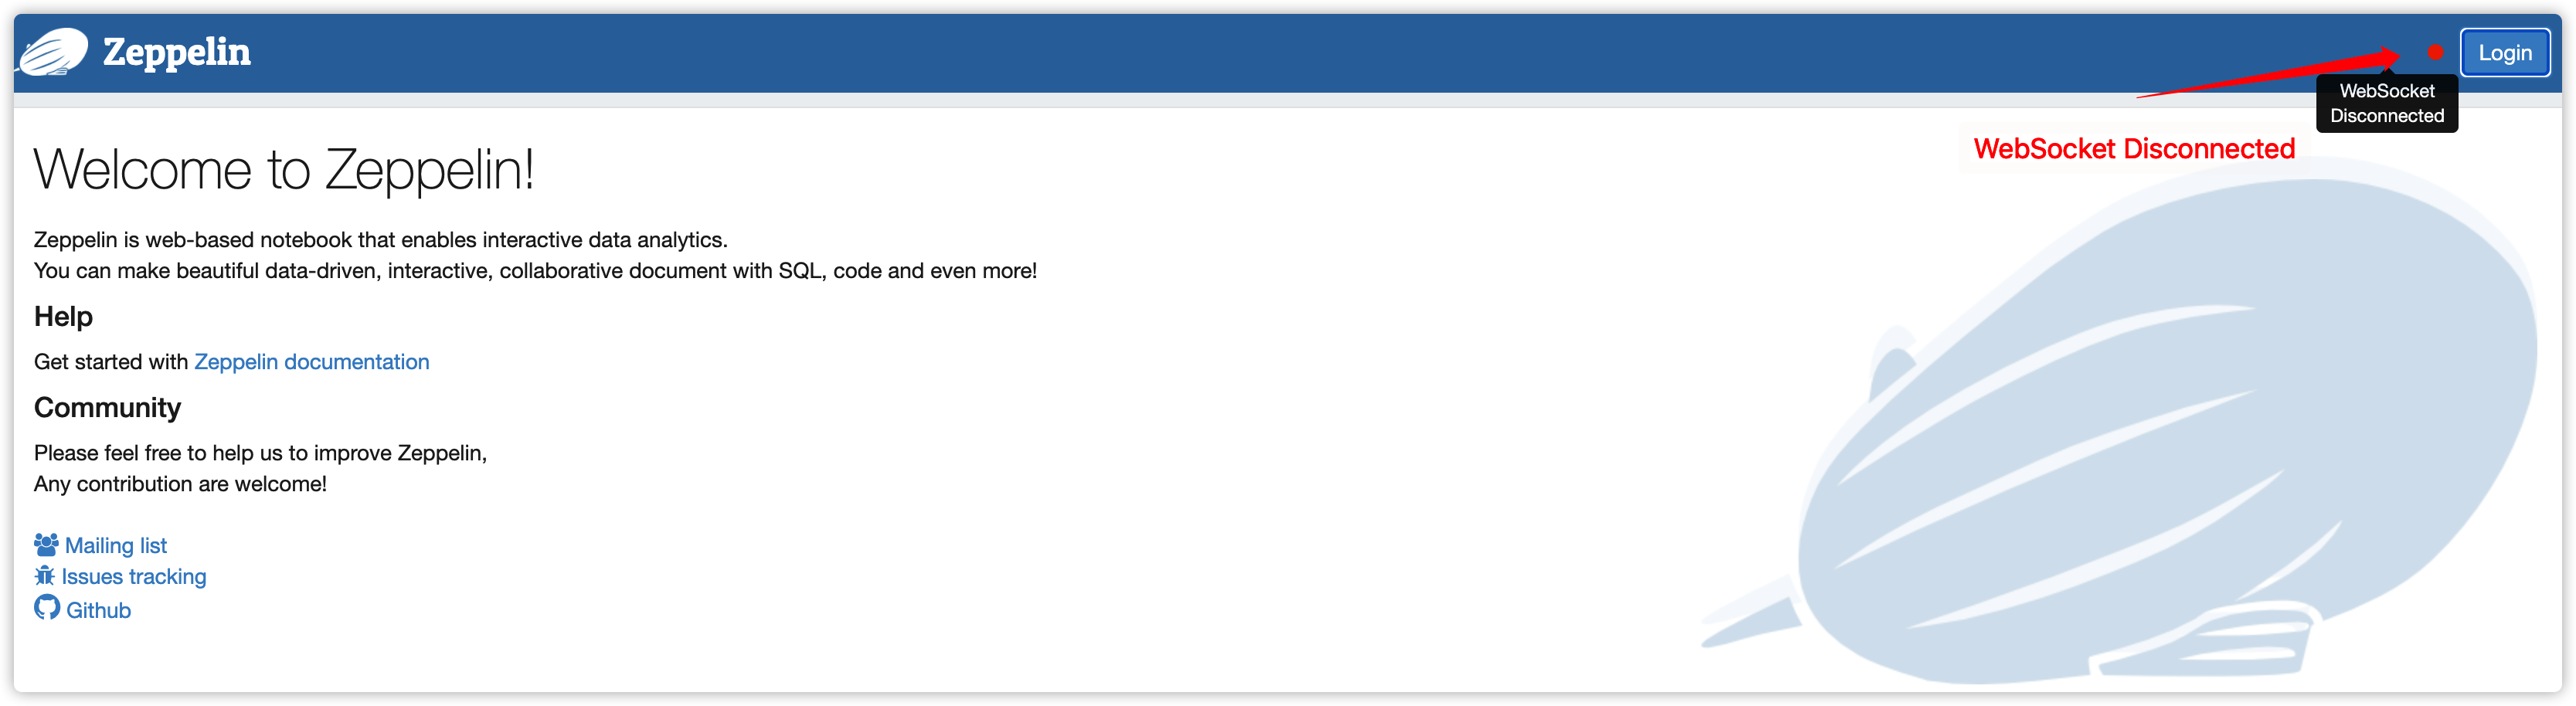 Zeppelin
Login
WebSocket
Disconnected
WebSocket Disconnected
Welcome to Zeppelin!
Zeppelin is web-based notebook that enables interactive data analytics.
You can make beautiful data-driven, interactive, collaborative document with SQL, code and even more!
Help
Get started with Zeppelin documentation
Community
Please feel free to help us to improve Zeppelin,
Any contribution are welcome!
Mailing list
Issues tracking
Github